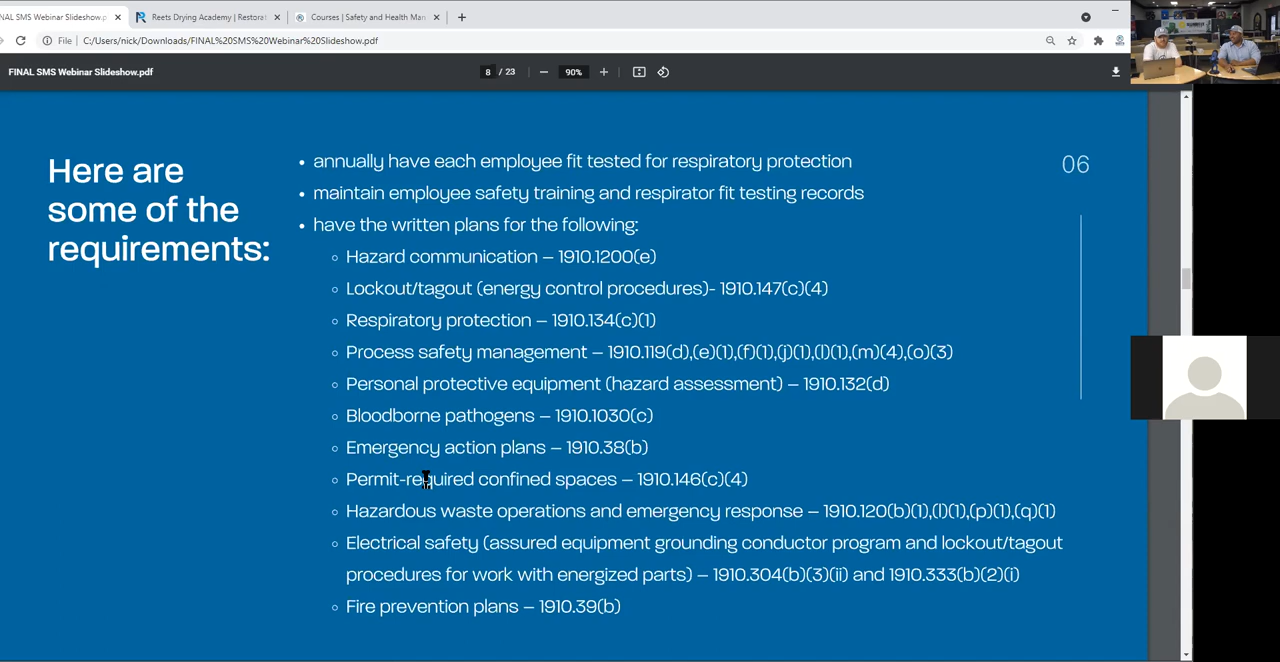 NAL SMS Webinar Slideshow.p
Reets Drying Academy | Restorat
Courses | Safety and Health Man
File
C:/Users/nick/Downloads/FINAL%20SMS%20Webinar%20Slideshow.pdf
FINAL SMS Webinar Slideshow.pdf
8 / 23
90%
Here are
some of the
requirements:
06
• annually have each employee fit tested for respiratory protection
• maintain employee safety training and respirator fit testing records
• have the written plans for the following:
◦ Hazard communication – 1910.1200(e)
◦ Lockout/tagout (energy control procedures)- 1910.147(c)(4)
◦ Respiratory protection – 1910.134(c)(1)
◦ Process safety management – 1910.119(d),(e)(1),(f)(1),(j)(1),(l)(1),(m)(4),(o)(3)
◦ Personal protective equipment (hazard assessment) – 1910.132(d)
◦ Bloodborne pathogens – 1910.1030(c)
◦ Emergency action plans – 1910.38(b)
◦ Permit-required confined spaces – 1910.146(c)(4)
◦ Hazardous waste operations and emergency response – 1910.120(b)(1),(l)(1),(p)(1),(q)(1)
◦ Electrical safety (assured equipment grounding conductor program and lockout/tagout
procedures for work with energized parts) – 1910.304(b)(3)(ii) and 1910.333(b)(2)(i)
◦ Fire prevention plans – 1910.39(b)